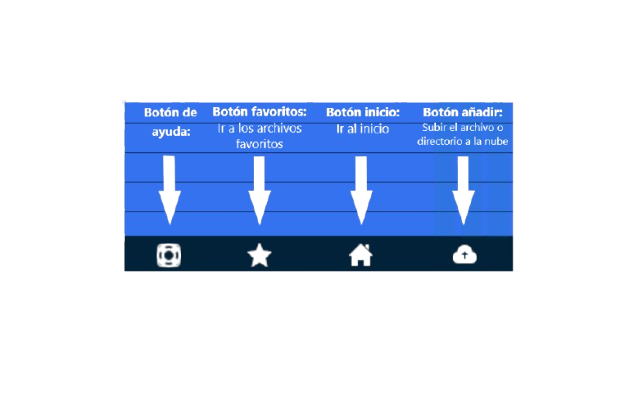 Botón de
ayuda:
Botón favoritos:
Ir a los archivos
favoritos
Botón inicio:
Ir al inicio
Botón añadir:
Subir el archivo o
directorio a la nube